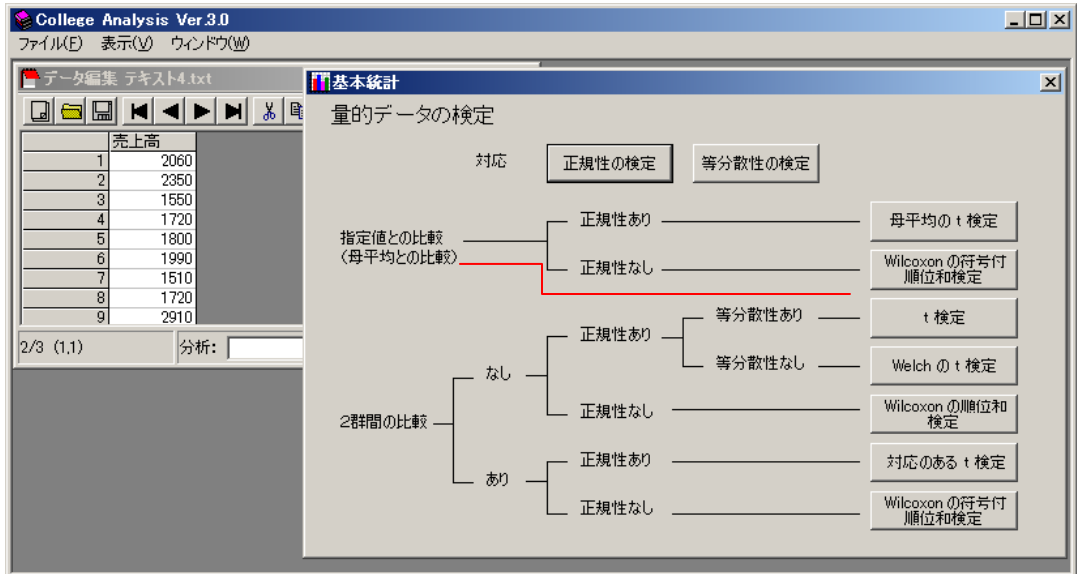 College Analysis Ver.3.0
ファイル(F) 表示(V) ウィンドウ(W)
データ編集 テキスト4.txt
売上高
1 2060
2 2350
3 1550
4 1720
5 1800
6 1990
7 1510
8 1720
9 2910
2/3 (1,1) 分析:
基本統計
量的データの検定
対応 正規性の検定 等分散性の検定
正規性あり 母平均の t 検定
指定値との比較
(母平均との比較)
正規性なし Wilcoxon の符号付
順位和検定
等分散性あり t 検定
正規性あり
等分散性なし Welch の t 検定
なし
正規性なし Wilcoxon の順位和
検定
2群間の比較
正規性あり 対応のある t 検定
あり
正規性なし Wilcoxon の符号付
順位和検定